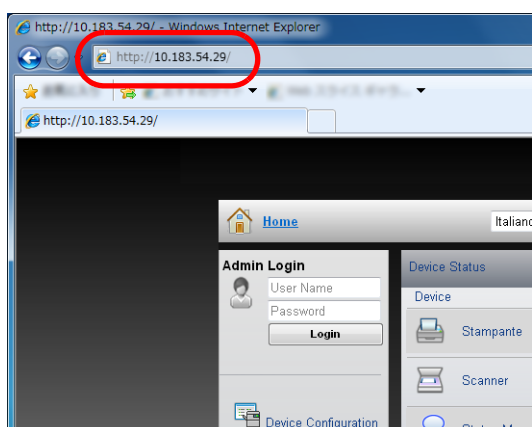 http://10.183.54.29/ - Windows Internet Explorer
http://10.183.54.29/
http://10.183.54.29/
Home
Italiano
Admin Login
User Name
Password
Login
Device Configuration
Device Status
Device
Stampante
Scanner